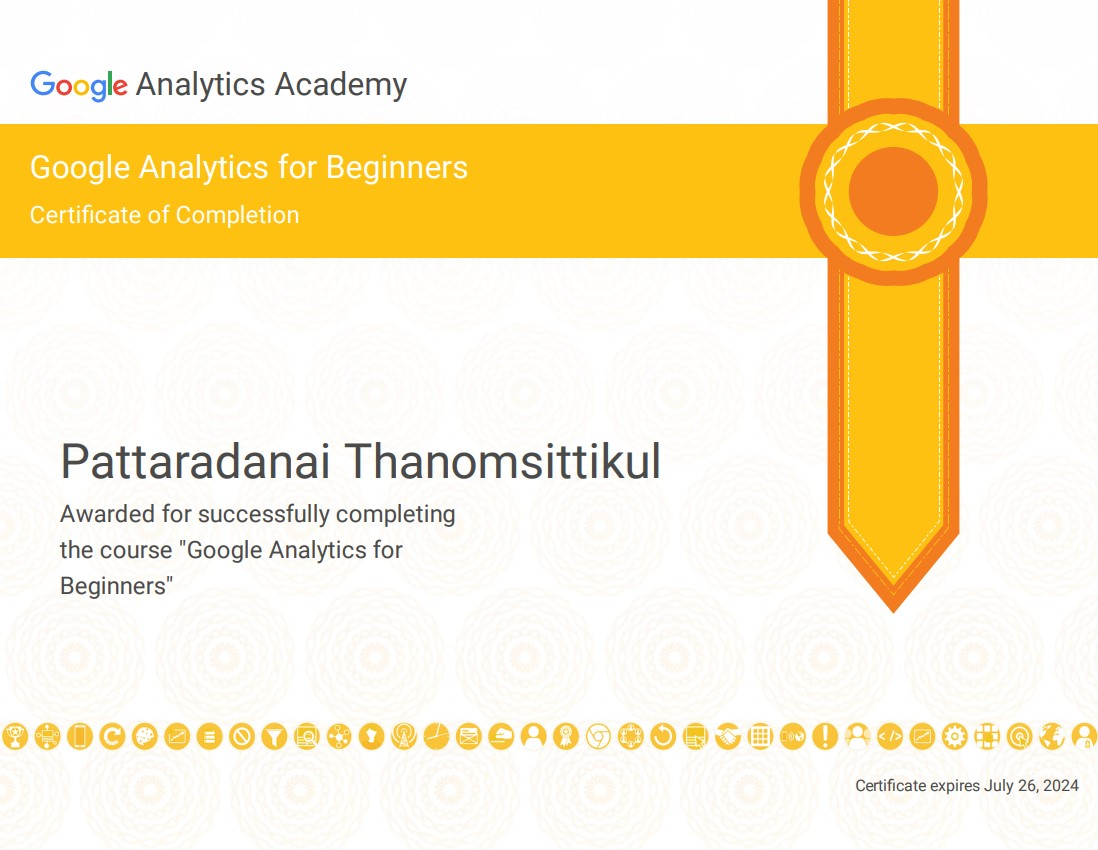 Google Analytics Academy
Google Analytics for Beginners
Certificate of Completion
Pattaradanai Thanomsittikul
Awarded for successfully completing
the course "Google Analytics for
Beginners"
Certificate expires July 26, 2024